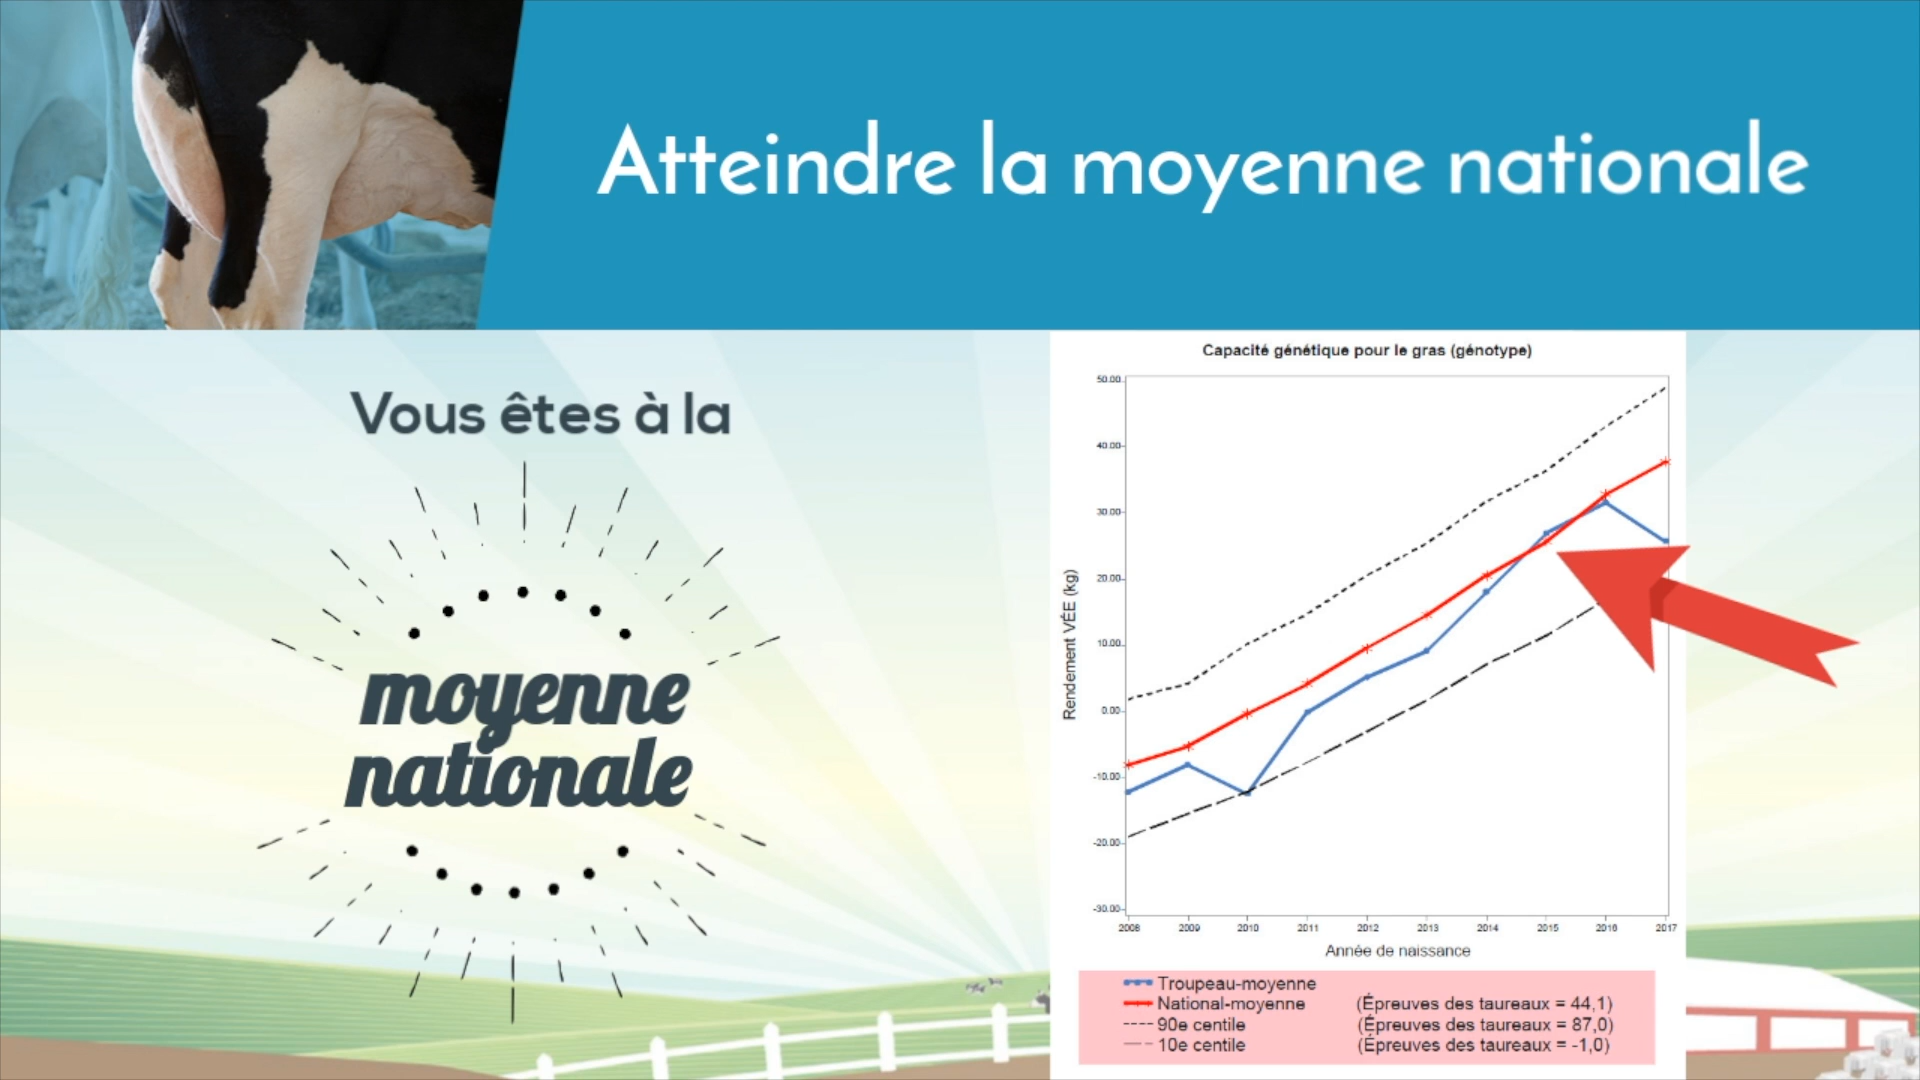 Atteindre la moyenne nationale
Vous êtes à la
moyenne
nationale
Capacité génétique pour le gras (génotype)
50.00
40.00
30.00
20.00
10.00
0.00
-10.00
-20.00
-30.00
Rendement VÉE (kg)
2008 2009 2010 2011 2012 2013 2014 2015 2016 2017
Année de naissance
Troupeau-moyenne
National-moyenne (Épreuves des taureaux = 44,1)
90e centile (Épreuves des taureaux = 87,0)
10e centile (Épreuves des taureaux = -1,0)